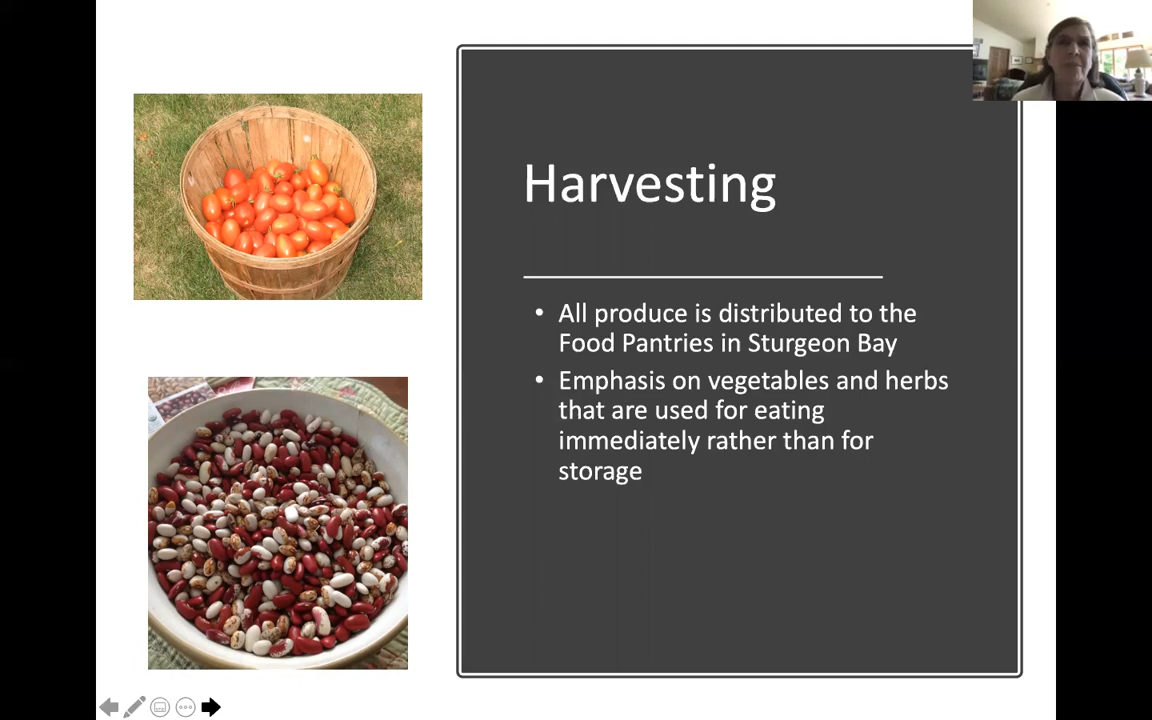 Harvesting
• All produce is distributed to the
Food Pantries in Sturgeon Bay
• Emphasis on vegetables and herbs
that are used for eating
immediately rather than for
storage